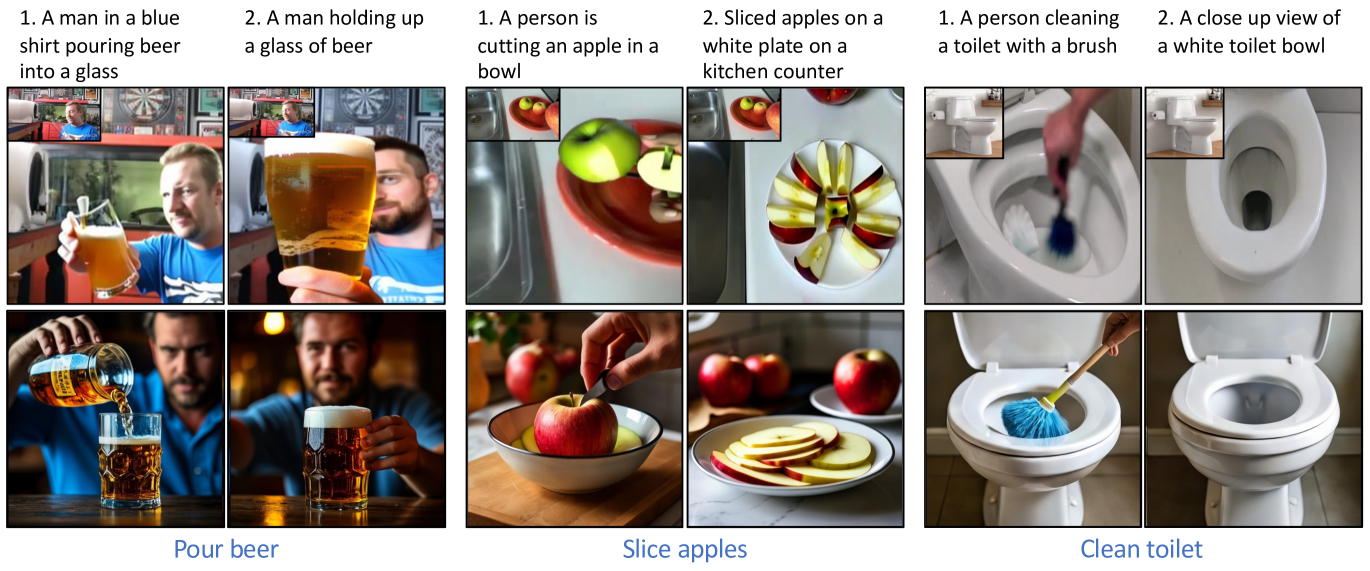 1. A man in a blue
shirt pouring beer
into a glass
2. A man holding up
a glass of beer
1. A person is
cutting an apple in a
bowl
2. Sliced apples on a
white plate on a
kitchen counter
1. A person cleaning
a toilet with a brush
2. A close up view of
a white toilet bowl
Pour beer
Slice apples
Clean toilet